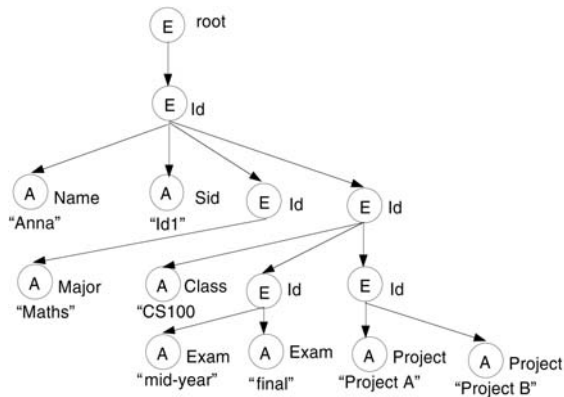 E root
E Id
A Name A Sid E Id E Id
"Anna" "Id1"
A Major A Class E Id E Id
"Maths" "CS100
A Exam A Exam A Project A Project
"mid-year" "final" "Project A" "Project B"